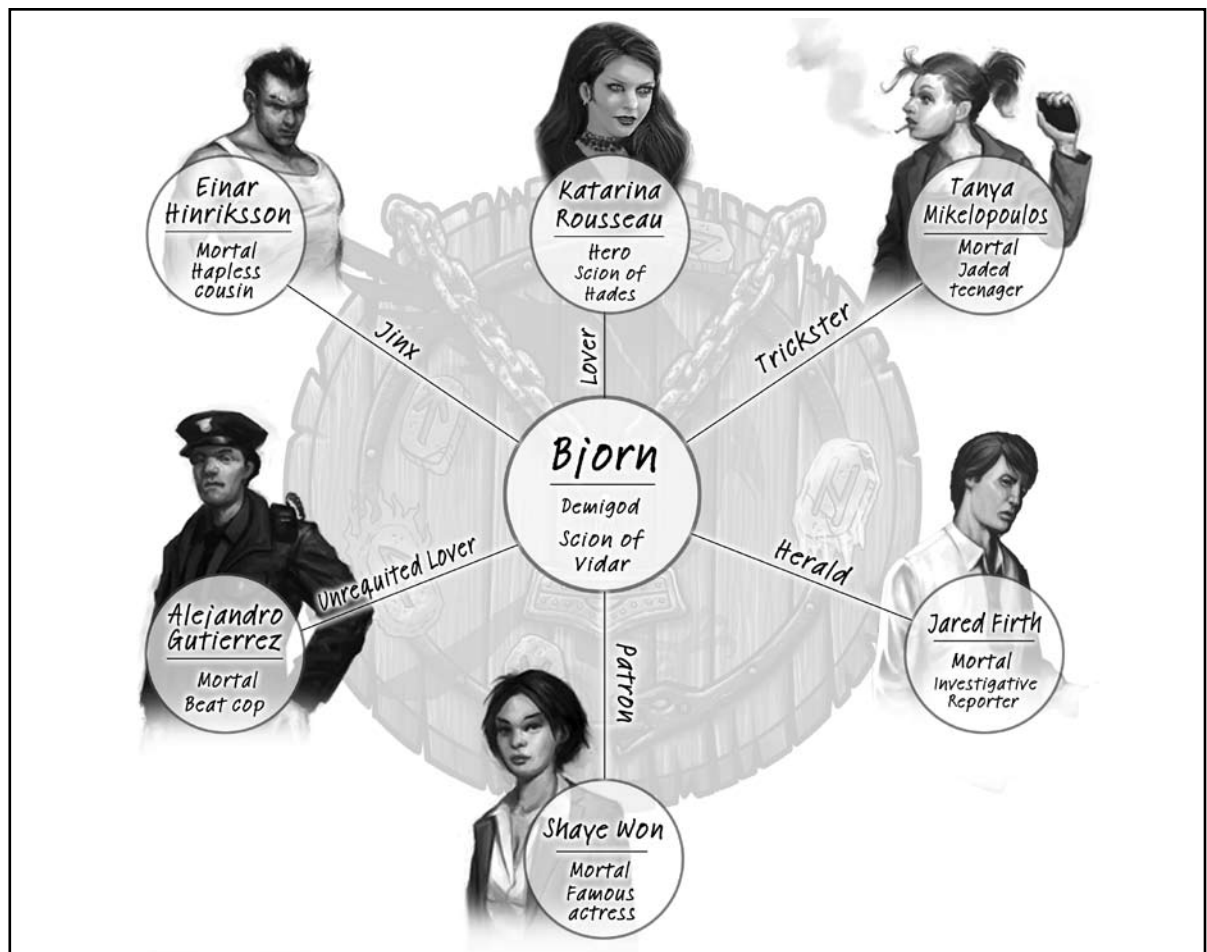 Einar
Hinriksson
Mortal
Hapless
cousin
Katarina
Rousseau
Hero
Scion of
Hades
Tanya
Mikelopoulos
Mortal
Jaded
teenager
Jinx
Lover
Trickster
Bjorn
Demigod
Scion of
Vidar
Unrequited Lover
Herald
Patron
Alejandro
Gutierrez
Mortal
Beat cop
Jared Firth
Mortal
Investigative
Reporter
Shaye Won
Mortal
Famous
actress